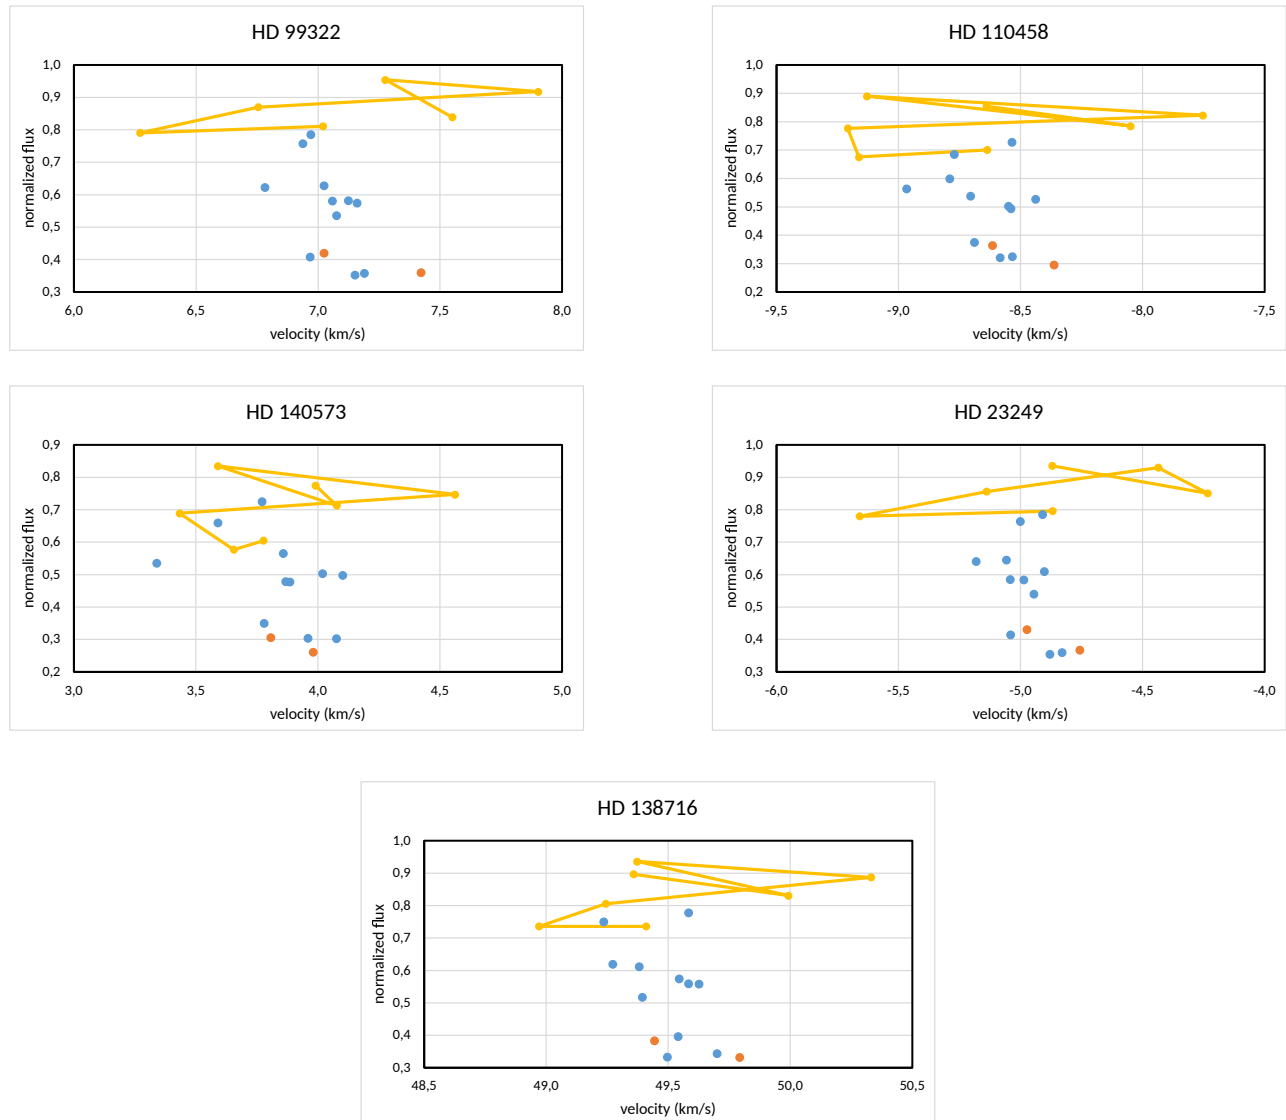 HD 99322
1,0
0,9
0,8
0,7
0,6
0,5
0,4
0,3
normalized flux
6,0 6,5 7,0 7,5 8,0
velocity (km/s)
HD 110458
1,0
0,9
0,8
0,7
0,6
0,5
0,4
0,3
0,2
normalized flux
-9,5 -9,0 -8,5 -8,0 -7,5
velocity (km/s)
HD 140573
0,9
0,8
0,7
0,6
0,5
0,4
0,3
0,2
normalized flux
3,0 3,5 4,0 4,5 5,0
velocity (km/s)
HD 23249
1,0
0,9
0,8
0,7
0,6
0,5
0,4
0,3
normalized flux
-6,0 -5,5 -5,0 -4,5 -4,0
velocity (km/s)
HD 138716
1,0
0,9
0,8
0,7
0,6
0,5
0,4
0,3
normalized flux
48,5 49,0 49,5 50,0 50,5
velocity (km/s)